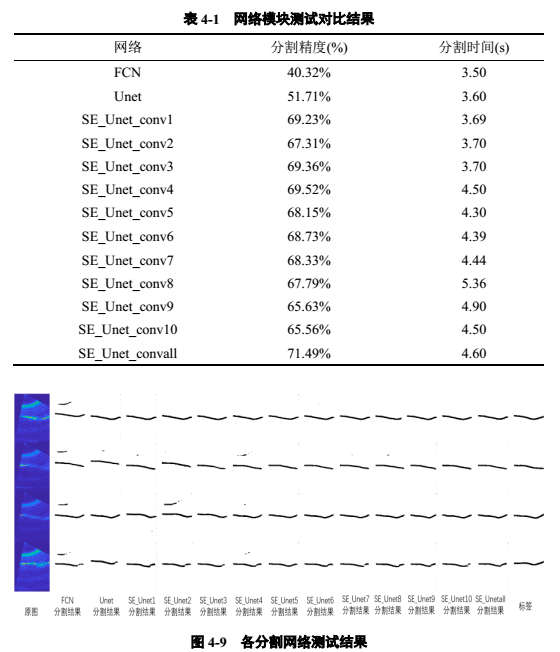 表 4-1 网络模块测试对比结果
网络 分割精度(%) 分割时间(s)
FCN 40.32% 3.50
Unet 51.71% 3.60
SE_Unet_conv1 69.23% 3.69
SE_Unet_conv2 67.31% 3.70
SE_Unet_conv3 69.36% 3.70
SE_Unet_conv4 69.52% 4.50
SE_Unet_conv5 68.15% 4.30
SE_Unet_conv6 68.73% 4.39
SE_Unet_conv7 68.33% 4.44
SE_Unet_conv8 67.79% 5.36
SE_Unet_conv9 65.63% 4.90
SE_Unet_conv10 65.56% 4.50
SE_Unet_convall 71.49% 4.60
FCN Unet SE_Unet1 SE_Unet2 SE_Unet3 SE_Unet4 SE_Unet5 SE_Unet6 SE_Unet7 SE_Unet8 SE_Unet9 SE_Unet10 SE_Unetall
原图 分割结果 分割结果 分割结果 分割结果 分割结果 分割结果 分割结果 分割结果 分割结果 分割结果 分割结果 分割结果 分割结果 标签
图 4-9 各分割网络测试结果